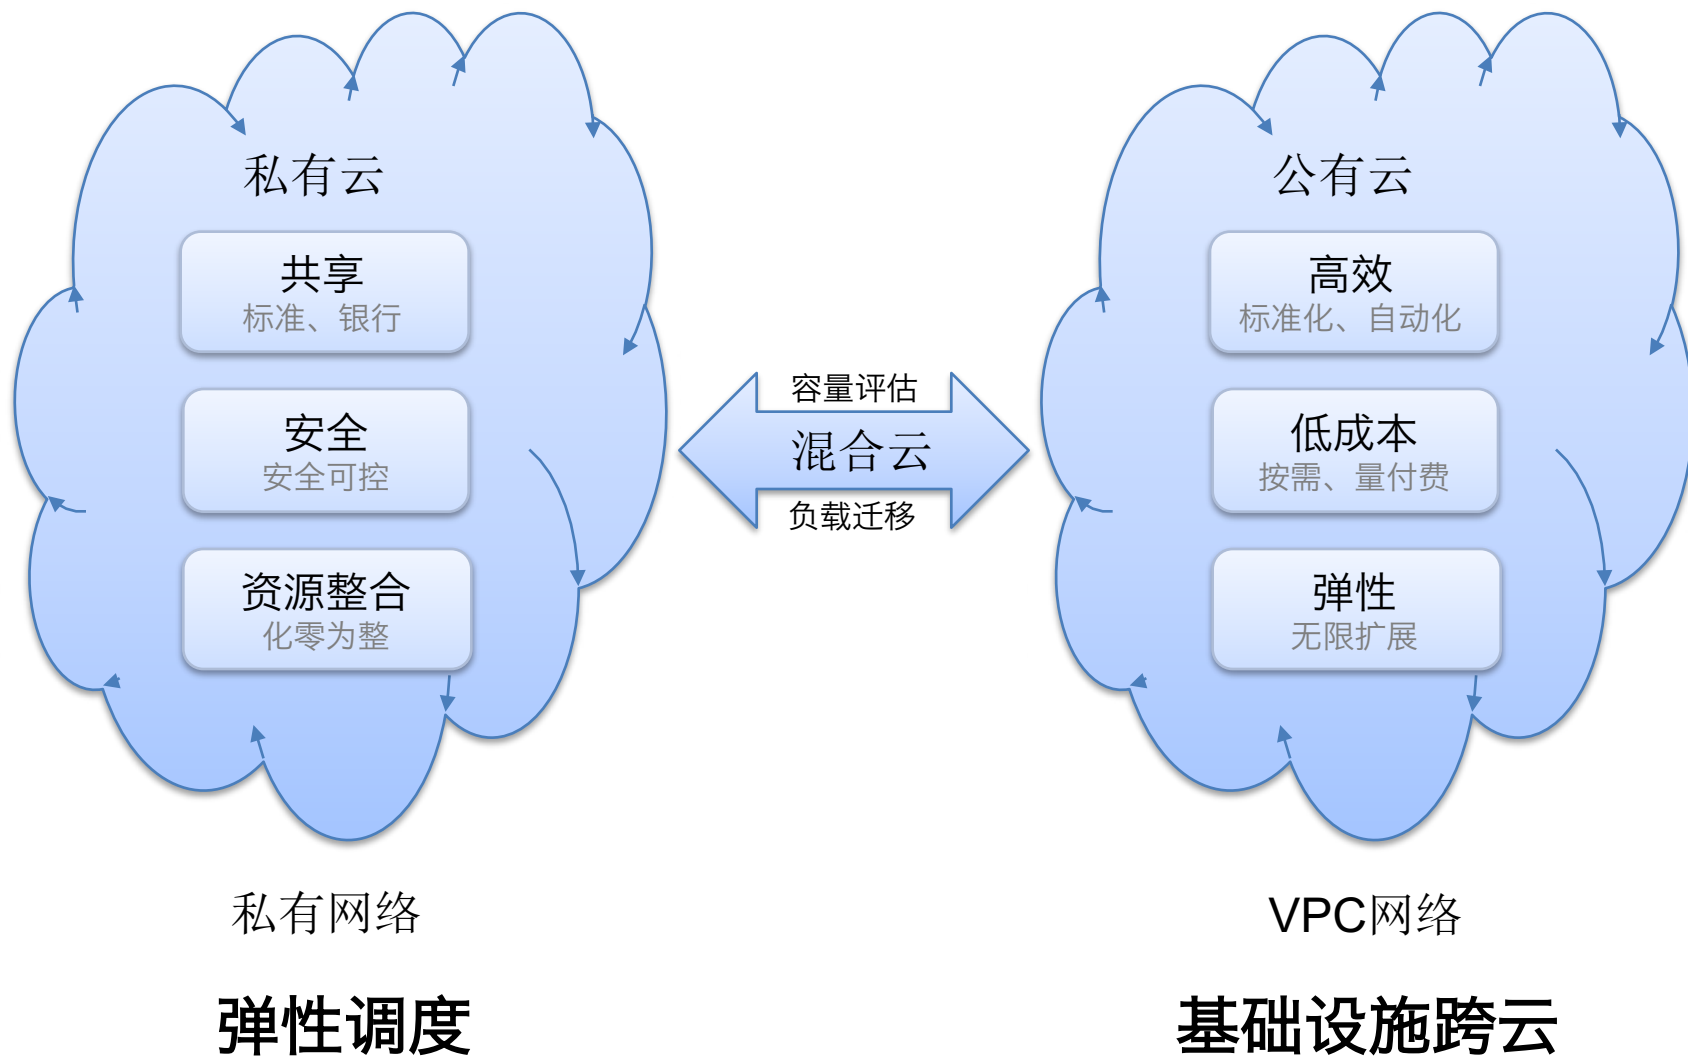 私有云
共享
标准、银行
安全
安全可控
资源整合
化零为整
容量评估
混合云
负载迁移
公有云
高效
标准化、自动化
低成本
按需、量付费
弹性
无限扩展
私有网络
VPC网络
弹性调度
基础设施跨云